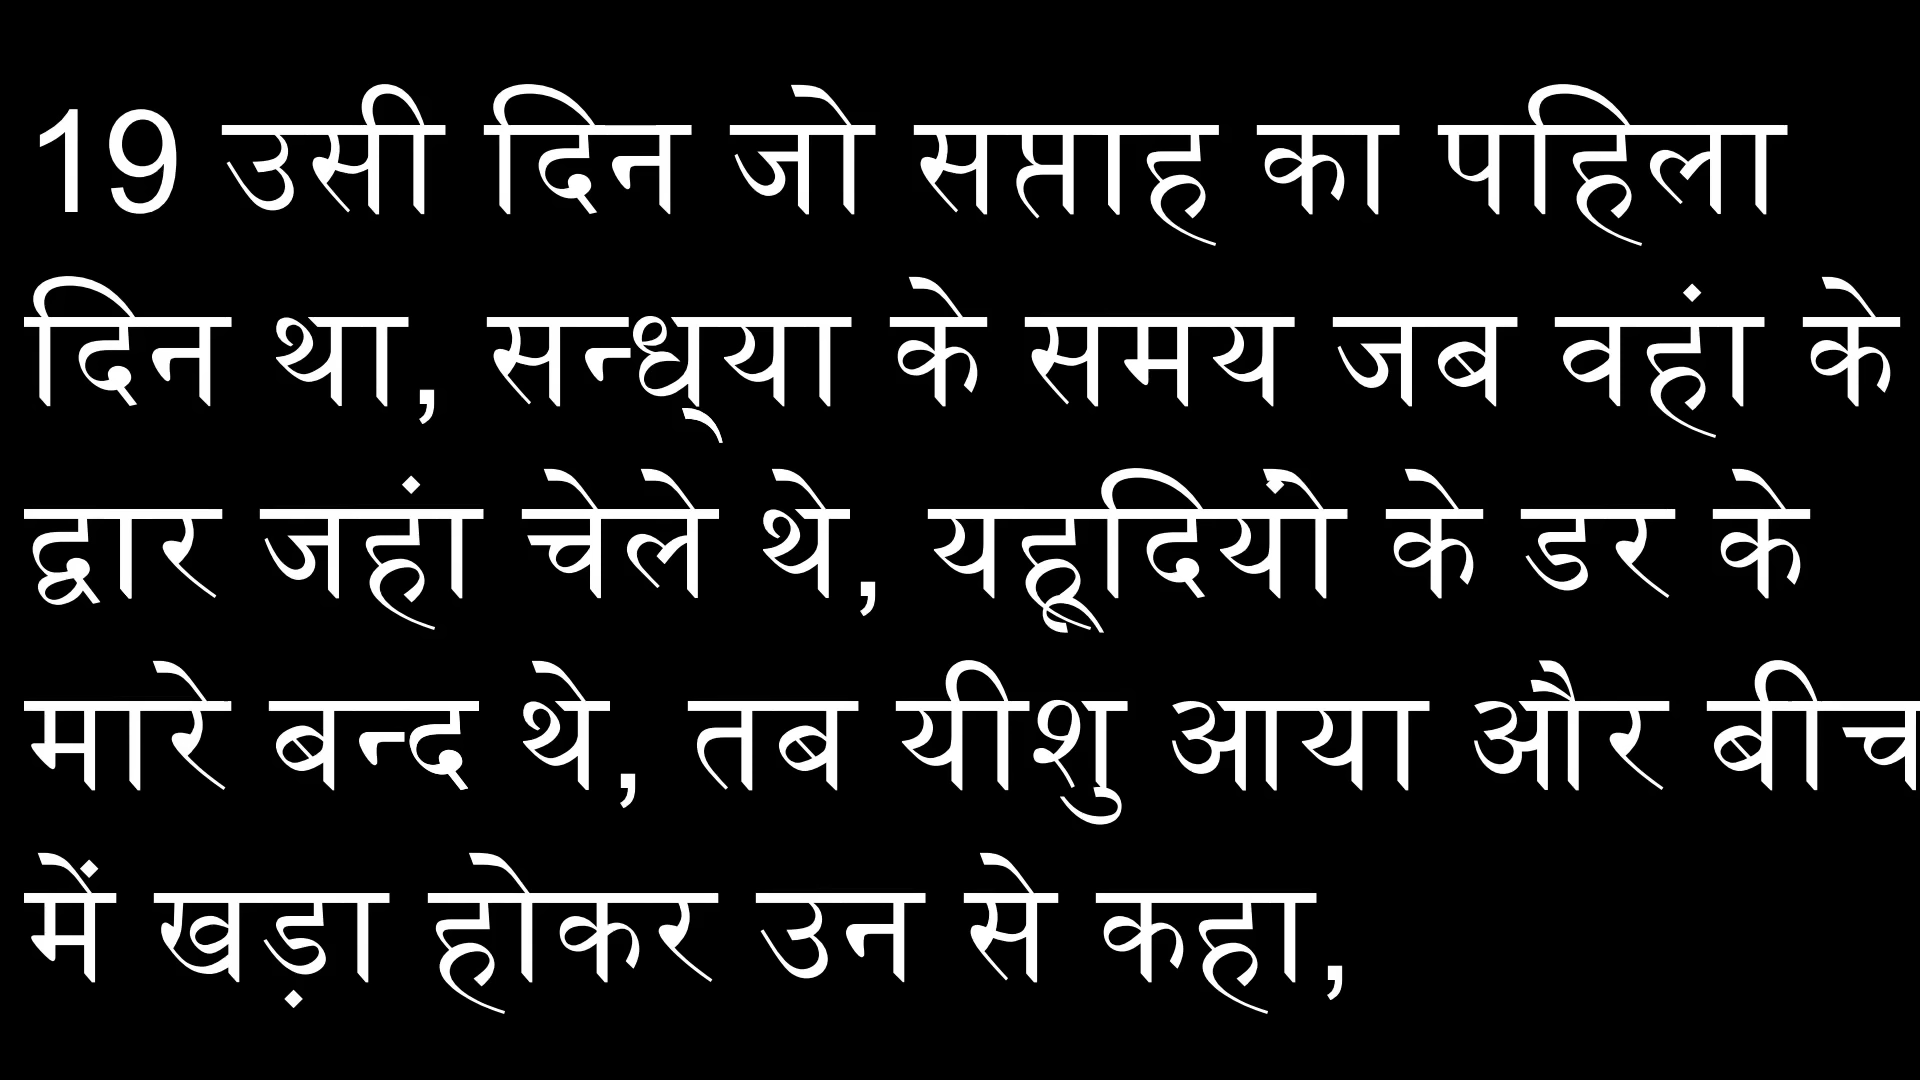 19 उसी दिन जो सप्ताह का पहिला
दिन था, सन्ध्या के समय जब वहां के
द्वार जहां चेले थे, यहूदियों के डर के
मारे बन्द थे, तब यीशु आया और बीच
में खड़ा होकर उन से कहा,